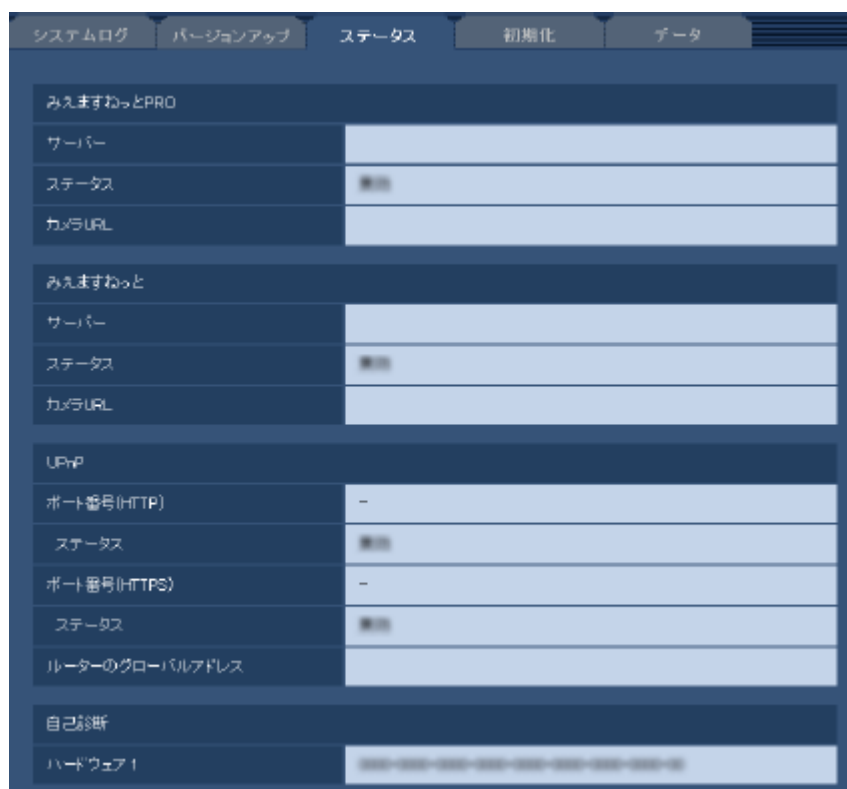 システムログ バージョンアップ ステータス 初期化 データ
みえますねっとPRO
サーバー
ステータス
カメラURL
みえますねっと
サーバー
ステータス
カメラURL
UPnP
ポート番号(HTTP) -
ステータス
ポート番号(HTTPS) -
ステータス
ルーターのグローバルアドレス
自己診断
ハードウェア1